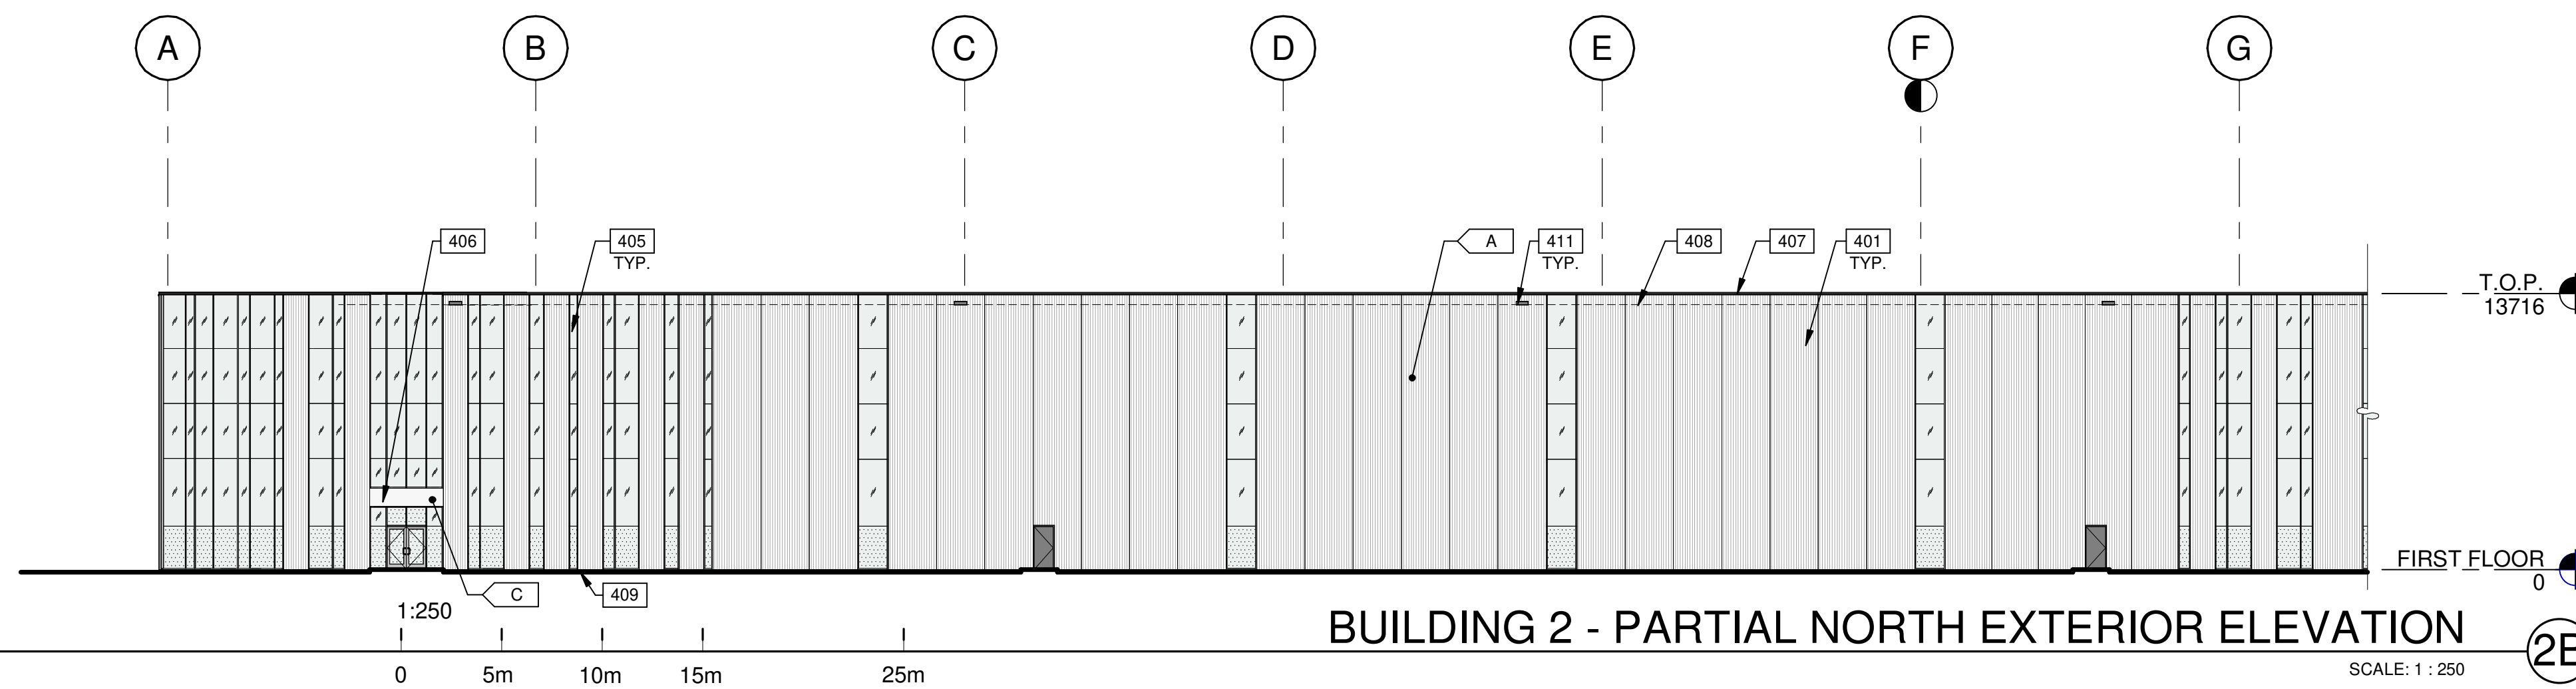 A B C D E F G
406 405 A 411 408 407 401
TYP. TYP. TYP.
T.O.P.
13716
FIRST FLOOR
0
C 409
1:250
BUILDING 2 - PARTIAL NORTH EXTERIOR ELEVATION
0 5m 10m 15m 25m
SCALE: 1 : 250